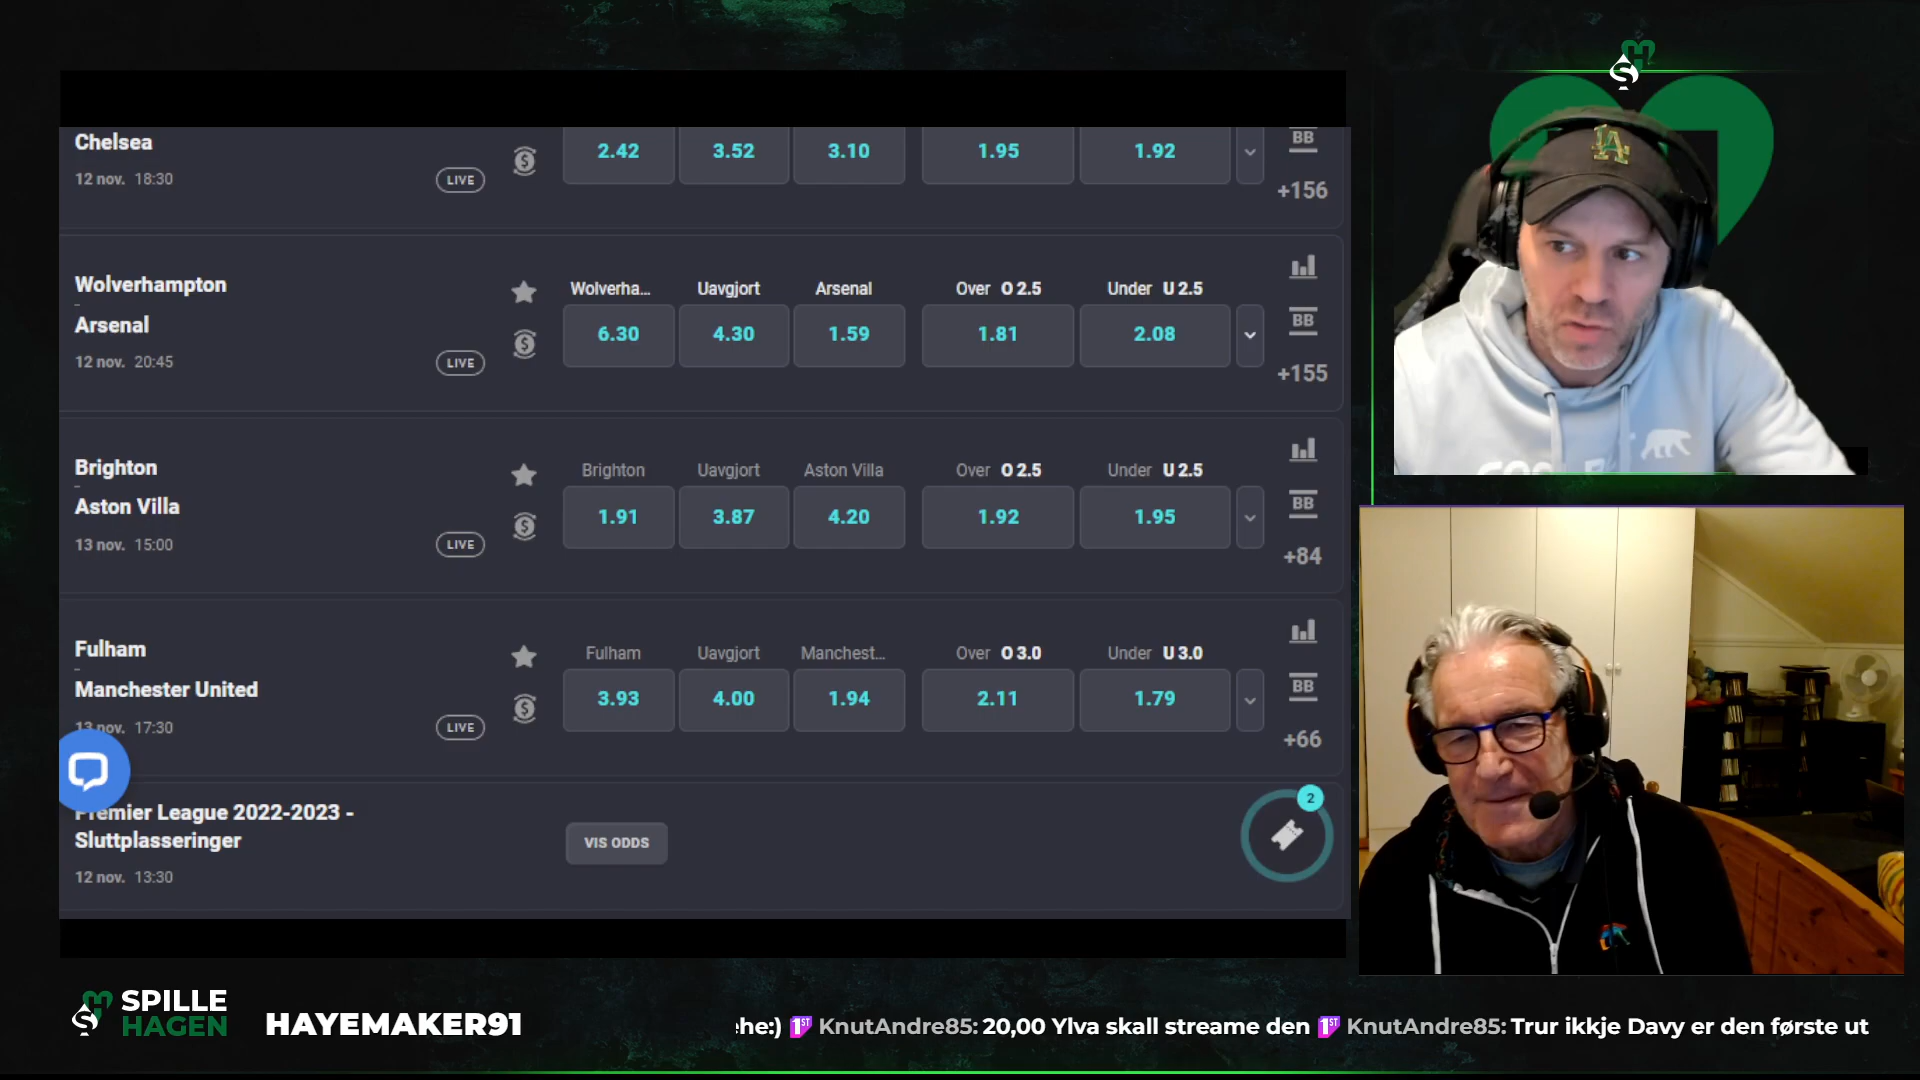 Chelsea
12 nov. 18:30
LIVE
2.42 3.52 3.10 1.95 1.92
BB
+156
Wolverhampton
-
Arsenal
12 nov. 20:45
LIVE
Wolverha... Uavgjort Arsenal Over O 2.5 Under U 2.5
6.30 4.30 1.59 1.81 2.08
BB
+155
Brighton
-
Aston Villa
13 nov. 15:00
LIVE
Brighton Uavgjort Aston Villa Over O 2.5 Under U 2.5
1.91 3.87 4.20 1.92 1.95
BB
+84
Fulham
-
Manchester United
13 nov. 17:30
LIVE
Fulham Uavgjort Manchest... Over O 3.0 Under U 3.0
3.93 4.00 1.94 2.11 1.79
BB
+66
Premier League 2022-2023 -
Sluttplasseringer
12 nov. 13:30
VIS ODDS
2
LA
SPILLE
HAGEN
HAYEMAKER91
ehe:) 1ST KnutAndre85: 20,00 Ylva skall streame den 1ST KnutAndre85: Trur ikkje Davy er den første ut